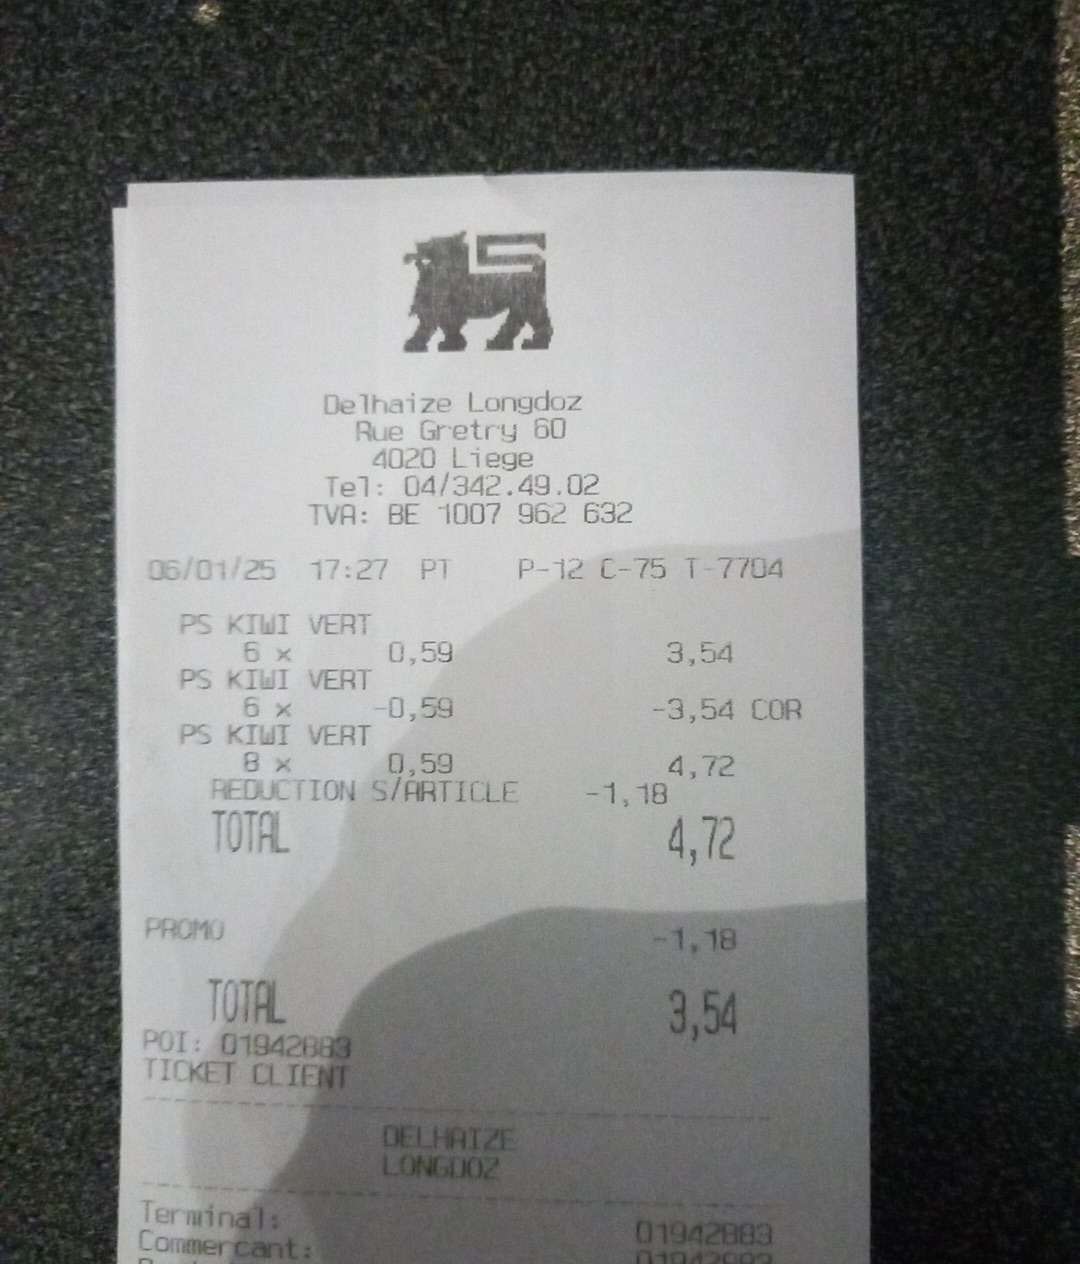 Delhaize Longdoz
Rue Gretry 60
4020 Liege
Tel: 04/342.49.02
TVA: BE 1007 962 632
06/01/25 17:27 PT P-12 C-75 T-7704
PS KIWI VERT
6 x 0,59 3,54
PS KIWI VERT
6 x -0,59 -3,54 COR
PS KIWI VERT
8 x 0,59 4,72
REDUCTION S/ARTICLE -1,18
TOTAL 4,72
PROMO -1,18
TOTAL 3,54
POI: 01942883
TICKET CLIENT
DELHAIZE
LONGDOZ
Terminal: 01942883
Commercant: